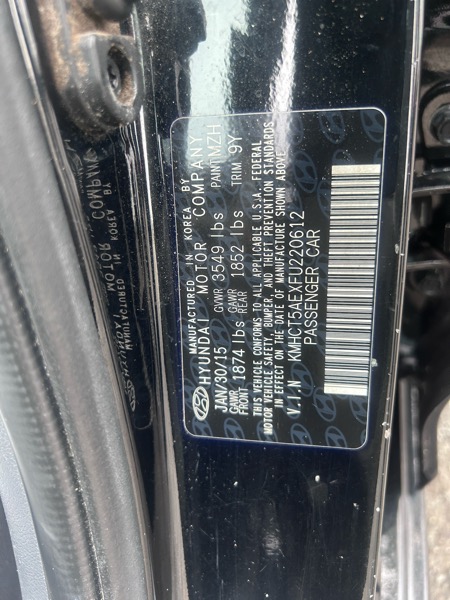 MANUFACTURED IN KOREA BY
HYUNDAI MOTOR COMPANY
JAN/30/15 GVWR 3549 lbs PAINT MZH
GAWR FRONT 1874 lbs GAWR REAR 1852 lbs TRIM 9Y
THIS VEHICLE CONFORMS TO ALL APPLICABLE U.S.A. FEDERAL
MOTOR VEHICLE SAFETY, BUMPER, AND THEFT PREVENTION STANDARDS
IN EFFECT ON THE DATE OF MANUFACTURE SHOWN ABOVE.
V.I.N KMHCT5AEXFU220612
PASSENGER CAR